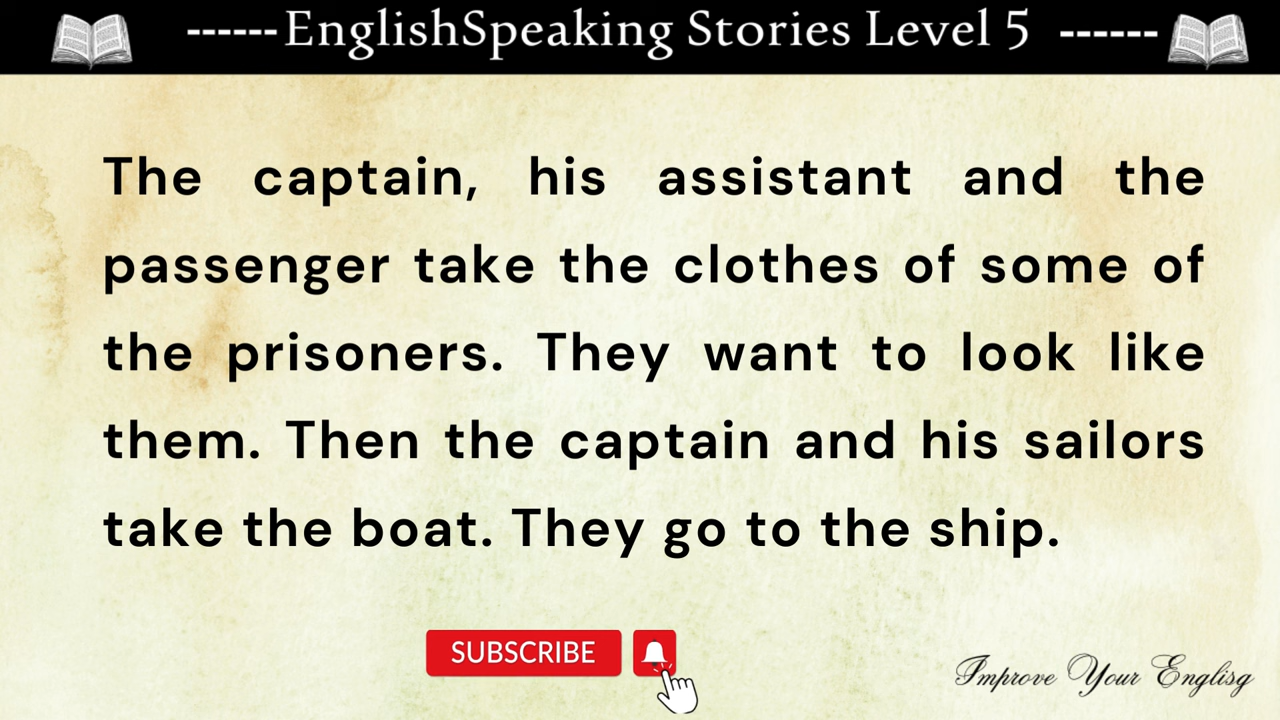 ------EnglishSpeaking Stories Level 5 ------
The captain, his assistant and the
passenger take the clothes of some of
the prisoners. They want to look like
them. Then the captain and his sailors
take the boat. They go to the ship.
SUBSCRIBE
Improve Your Englisg